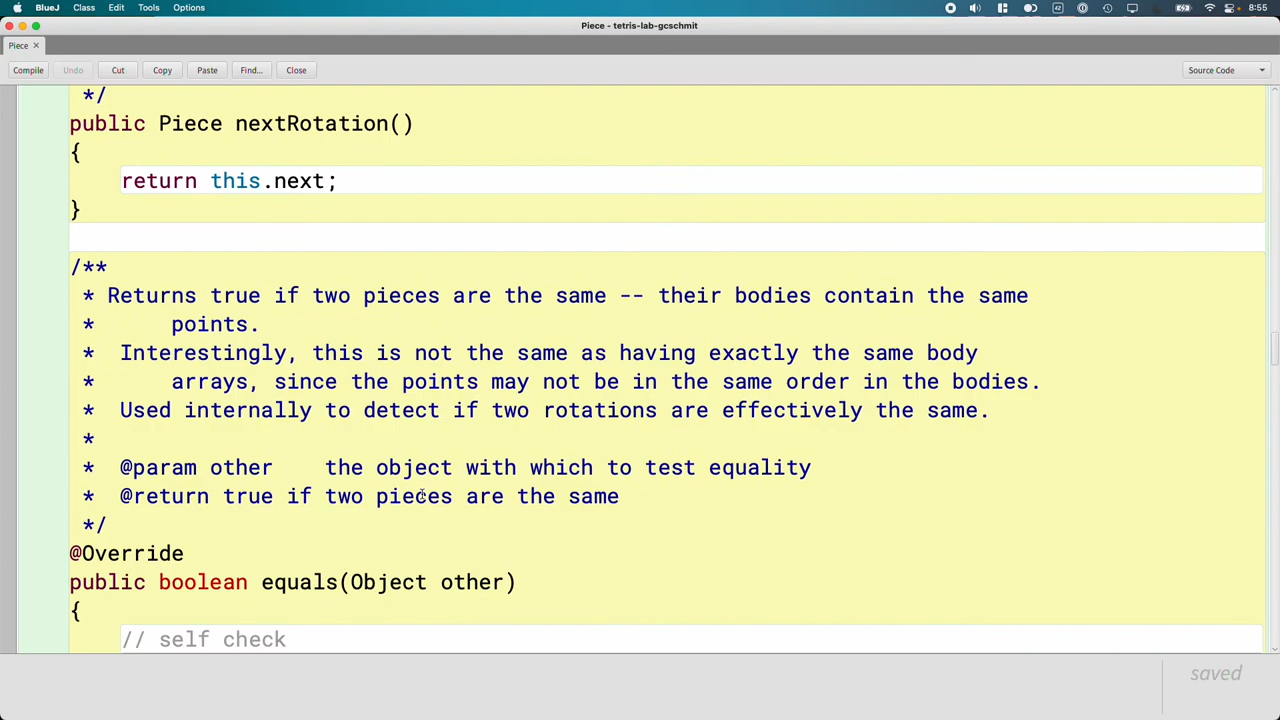 BlueJ Class Edit Tools Options 8:55
Piece - tetris-lab-gcschmit
Piece ×
Compile Undo Cut Copy Paste Find... Close Source Code
*/
public Piece nextRotation()
{
return this.next;
}
/**
* Returns true if two pieces are the same -- their bodies contain the same
* points.
* Interestingly, this is not the same as having exactly the same body
* arrays, since the points may not be in the same order in the bodies.
* Used internally to detect if two rotations are effectively the same.
*
* @param other the object with which to test equality
* @return true if two pieces are the same
*/
@Override
public boolean equals(Object other)
{
// self check
saved